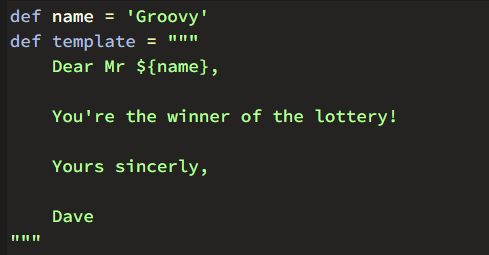 def name = 'Groovy'
def template = """
    Dear Mr ${name},

    You're the winner of the lottery!

    Yours sincerly,

    Dave
"""